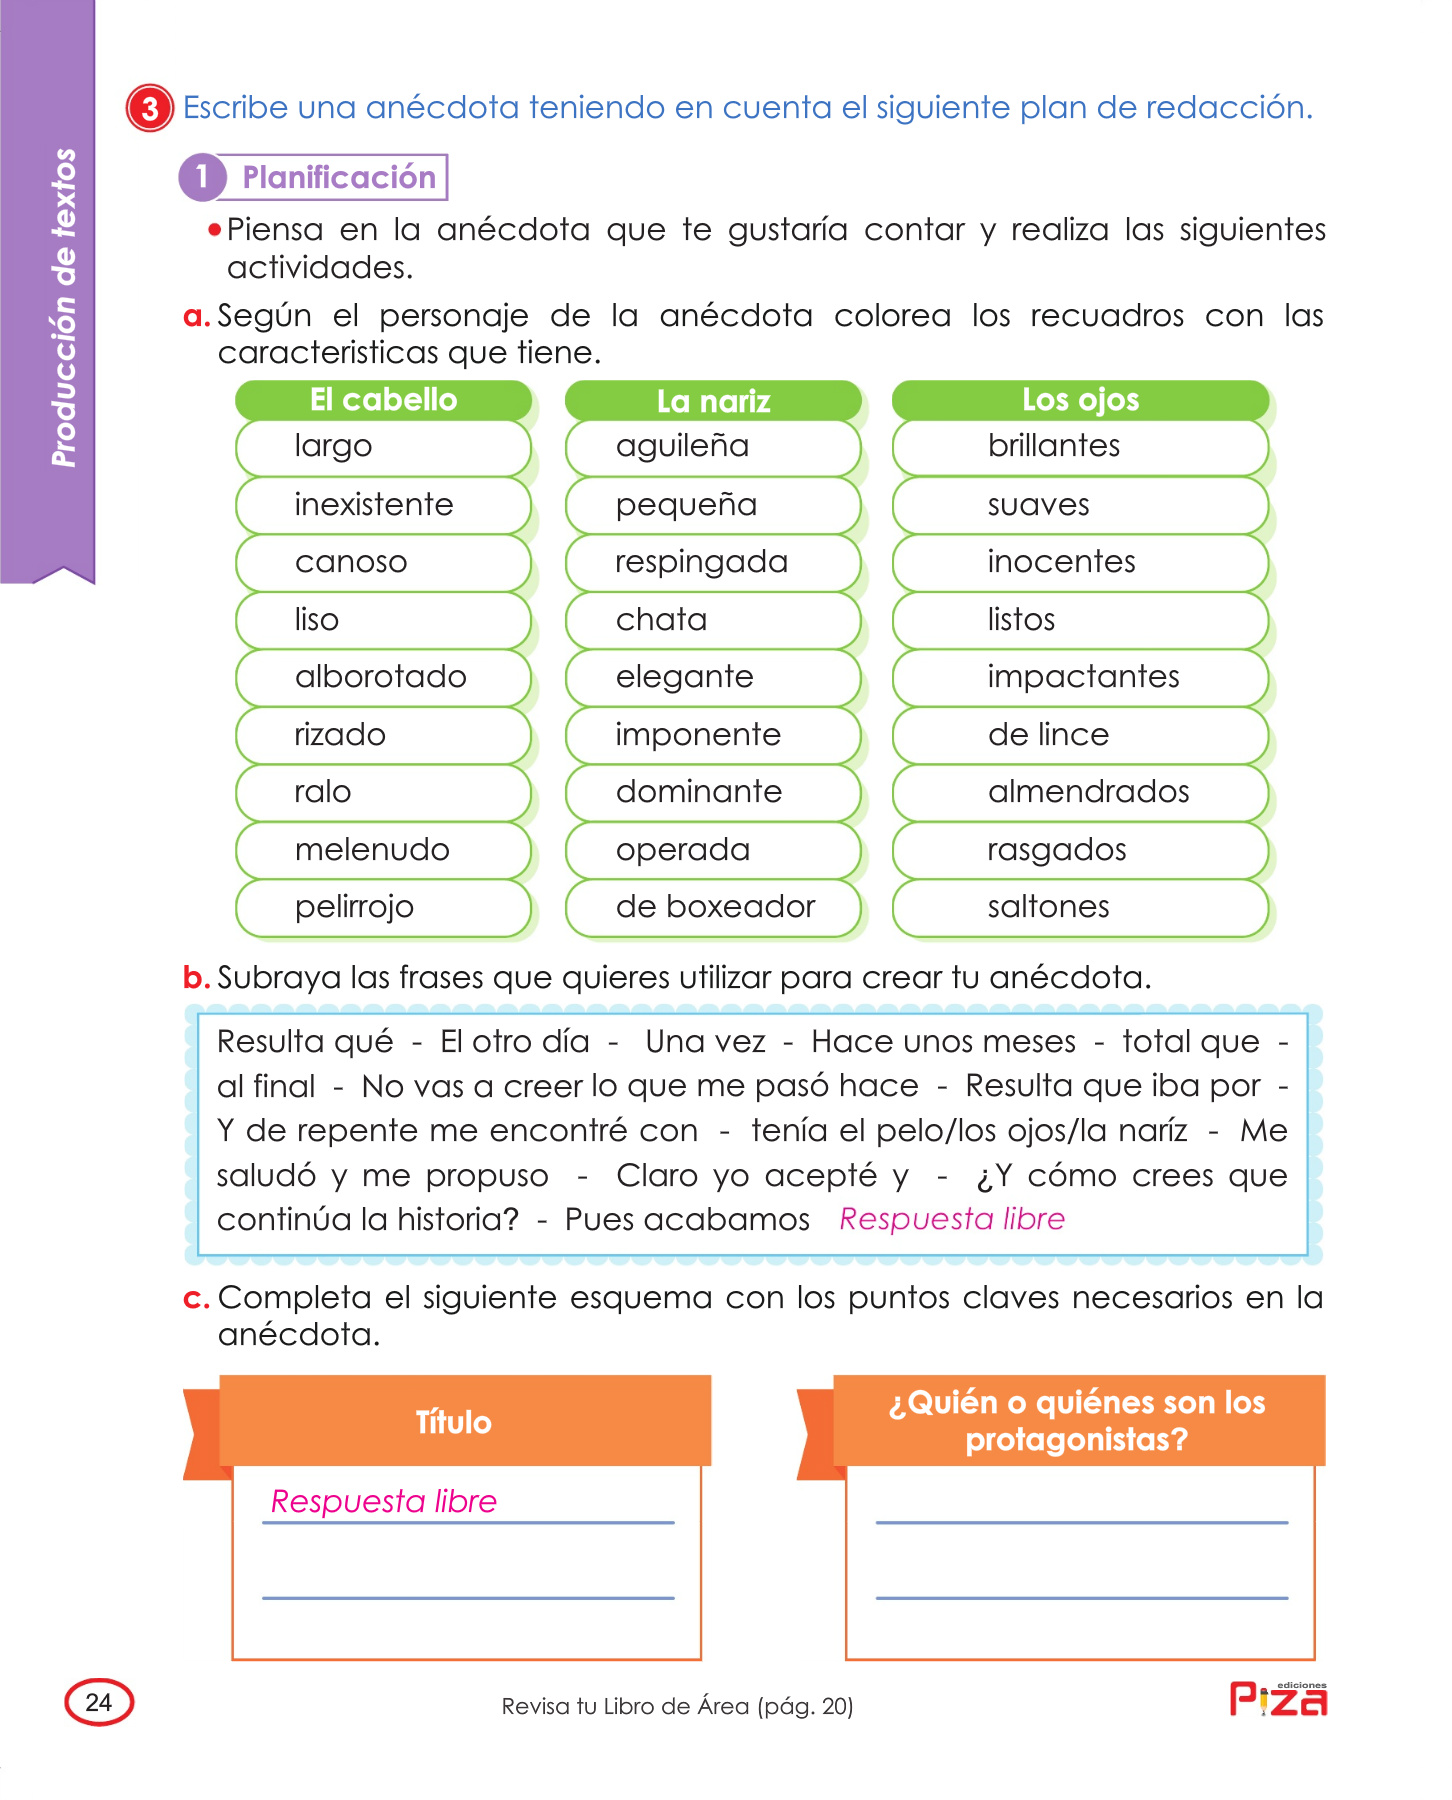 Producción de textos
3 Escribe una anécdota teniendo en cuenta el siguiente plan de redacción.
1 Planificación
Piensa en la anécdota que te gustaría contar y realiza las siguientes
actividades.
a. Según el personaje de la anécdota colorea los recuadros con las
caracteristicas que tiene.
El cabello
largo
inexistente
canoso
liso
alborotado
rizado
ralo
melenudo
pelirrojo
La nariz
aguileña
pequeña
respingada
chata
elegante
imponente
dominante
operada
de boxeador
Los ojos
brillantes
suaves
inocentes
listos
impactantes
de lince
almendrados
rasgados
saltones
b. Subraya las frases que quieres utilizar para crear tu anécdota.
Resulta qué - El otro día - Una vez - Hace unos meses - total que -
al final - No vas a creer lo que me pasó hace - Resulta que iba por -
Y de repente me encontré con - tenía el pelo/los ojos/la naríz - Me
saludó y me propuso - Claro yo acepté y - ¿Y cómo crees que
continúa la historia? - Pues acabamos Respuesta libre
c. Completa el siguiente esquema con los puntos claves necesarios en la
anécdota.
Título
Respuesta libre
¿Quién o quiénes son los
protagonistas?
24
Revisa tu Libro de Área (pág. 20)
ediciones
Piza